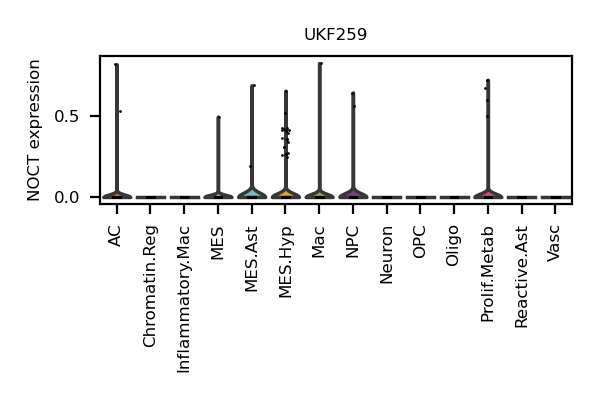 UKF259
NOCT expression
0.5
0.0
AC
Chromatin.Reg
Inflammatory.Mac
MES
MES.Ast
MES.Hyp
Mac
NPC
Neuron
OPC
Oligo
Prolif.Metab
Reactive.Ast
Vasc